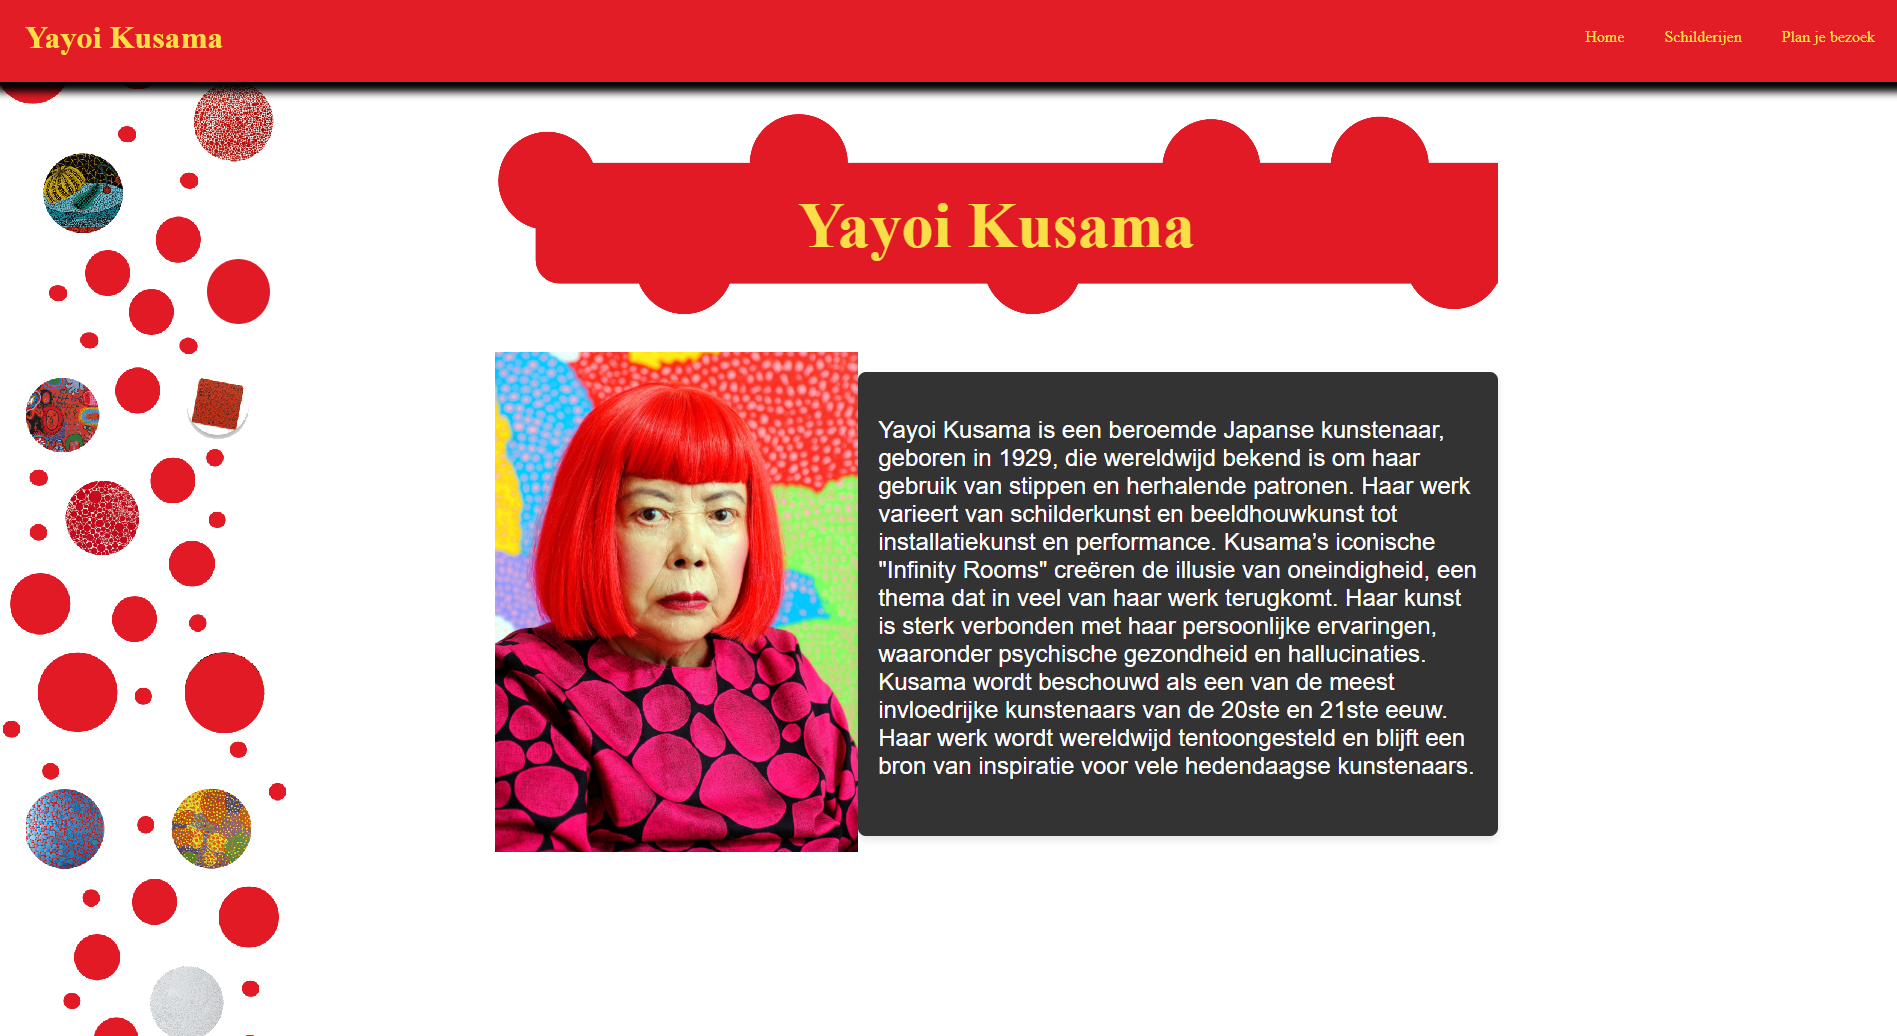 Yayoi Kusama
Home Schilderijen Plan je bezoek
Yayoi Kusama
Yayoi Kusama is een beroemde Japanse kunstenaar,
geboren in 1929, die wereldwijd bekend is om haar
gebruik van stippen en herhalende patronen. Haar werk
varieert van schilderkunst en beeldhouwkunst tot
installatiekunst en performance. Kusama’s iconische
"Infinity Rooms" creëren de illusie van oneindigheid, een
thema dat in veel van haar werk terugkomt. Haar kunst
is sterk verbonden met haar persoonlijke ervaringen,
waaronder psychische gezondheid en hallucinaties.
Kusama wordt beschouwd als een van de meest
invloedrijke kunstenaars van de 20ste en 21ste eeuw.
Haar werk wordt wereldwijd tentoongesteld en blijft een
bron van inspiratie voor vele hedendaagse kunstenaars.